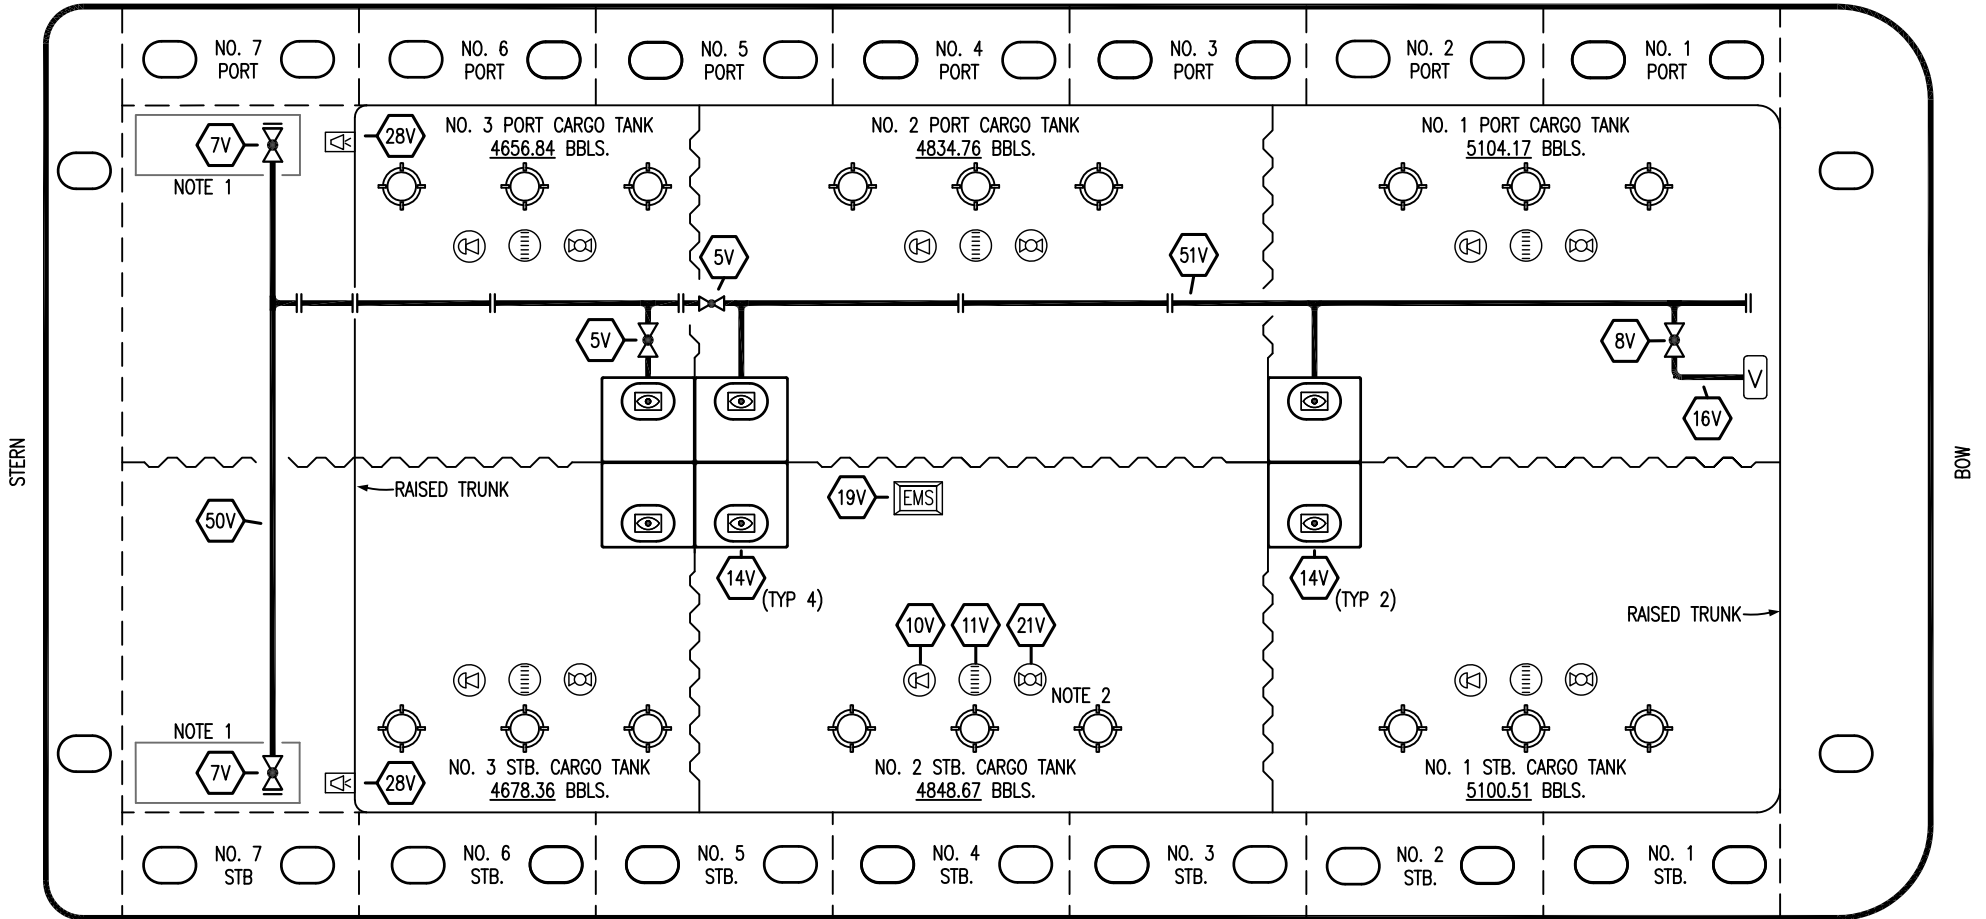 NO. 7
PORT
NO. 6
PORT
NO. 5
PORT
NO. 4
PORT
NO. 3
PORT
NO. 2
PORT
NO. 1
PORT
7V
NOTE 1
28V
NO. 3 PORT CARGO TANK
4656.84 BBLS.
NO. 2 PORT CARGO TANK
4834.76 BBLS.
NO. 1 PORT CARGO TANK
5104.17 BBLS.
5V
51V
5V
8V
V
16V
STERN
BOW
RAISED TRUNK
19V
EMS
50V
14V
(TYP 4)
14V
(TYP 2)
RAISED TRUNK
10V
11V
21V
NOTE 2
NOTE 1
7V
28V
NO. 3 STB. CARGO TANK
4678.36 BBLS.
NO. 2 STB. CARGO TANK
4848.67 BBLS.
NO. 1 STB. CARGO TANK
5100.51 BBLS.
NO. 7
STB
NO. 6
STB.
NO. 5
STB.
NO. 4
STB.
NO. 3
STB.
NO. 2
STB.
NO. 1
STB.